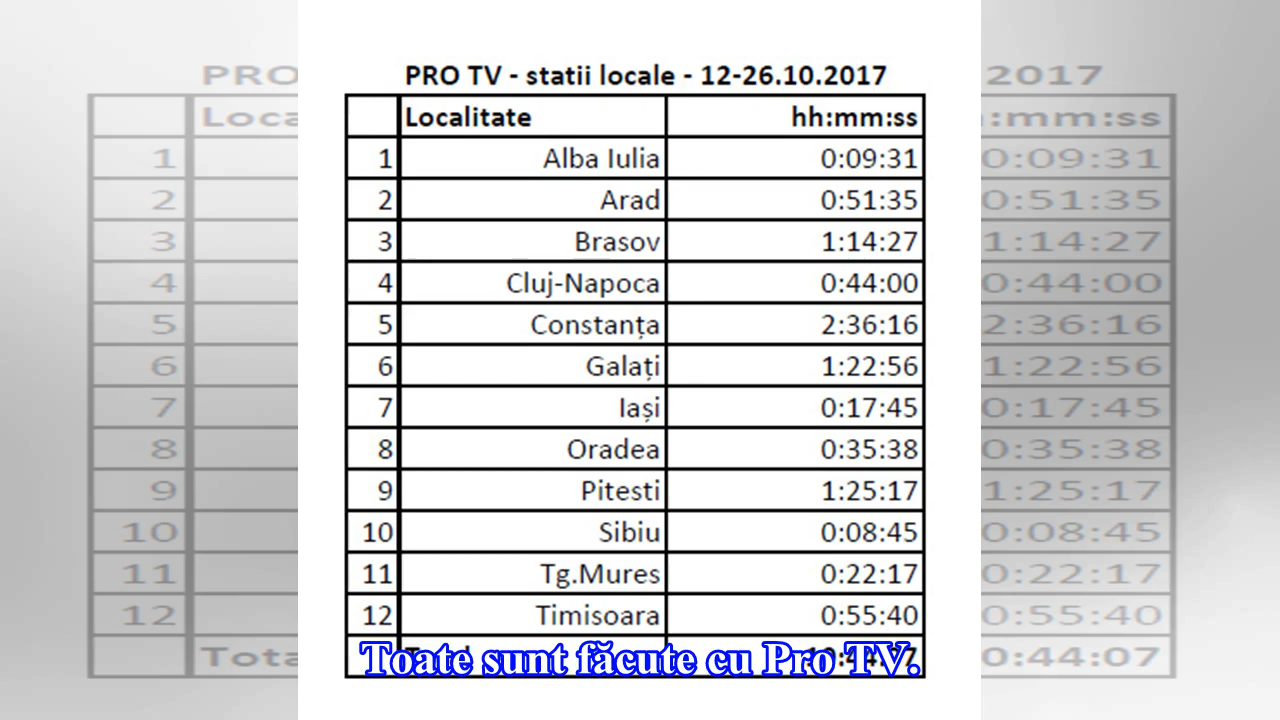 PRO TV - statii locale - 12-26.10.2017
Localitate hh:mm:ss
1 Alba Iulia 0:09:31
2 Arad 0:51:35
3 Brasov 1:14:27
4 Cluj-Napoca 0:44:00
5 Constanța 2:36:16
6 Galați 1:22:56
7 Iași 0:17:45
8 Oradea 0:35:38
9 Pitesti 1:25:17
10 Sibiu 0:08:45
11 Tg.Mures 0:22:17
12 Timisoara 0:55:40
Toate sunt făcute cu Pro TV.